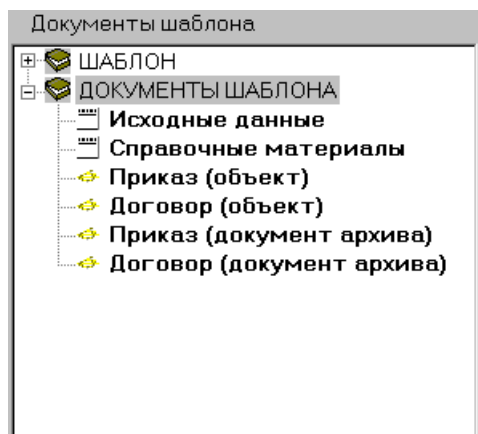 Документы шаблона
ШАБЛОН
ДОКУМЕНТЫ ШАБЛОНА
Исходные данные
Справочные материалы
Приказ (объект)
Договор (объект)
Приказ (документ архива)
Договор (документ архива)